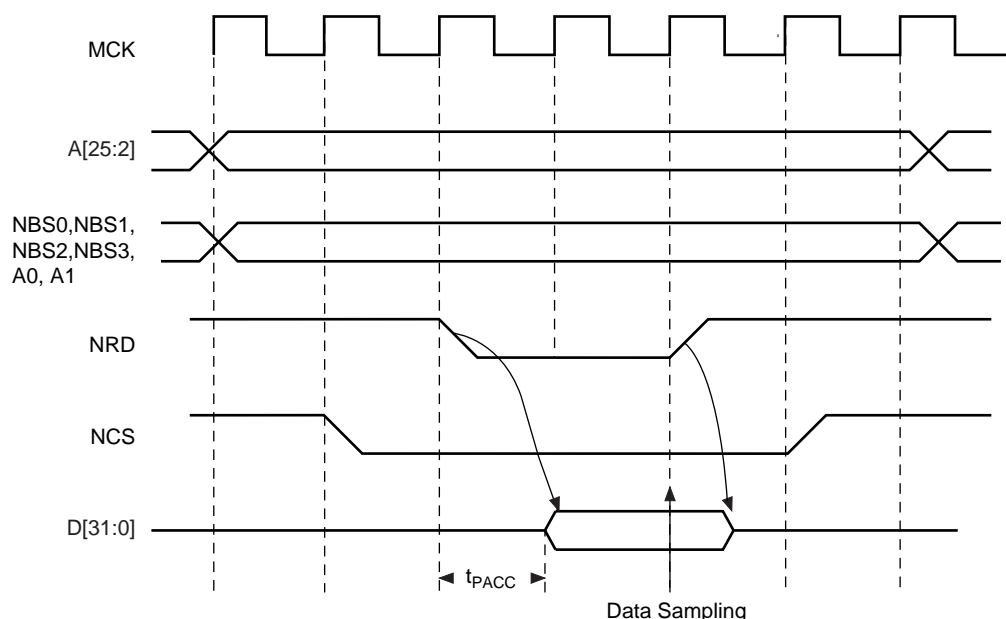 MCK
A[25:2]
NBS0,NBS1,
NBS2,NBS3,
A0, A1
NRD
NCS
D[31:0]
tPACC
Data Sampling